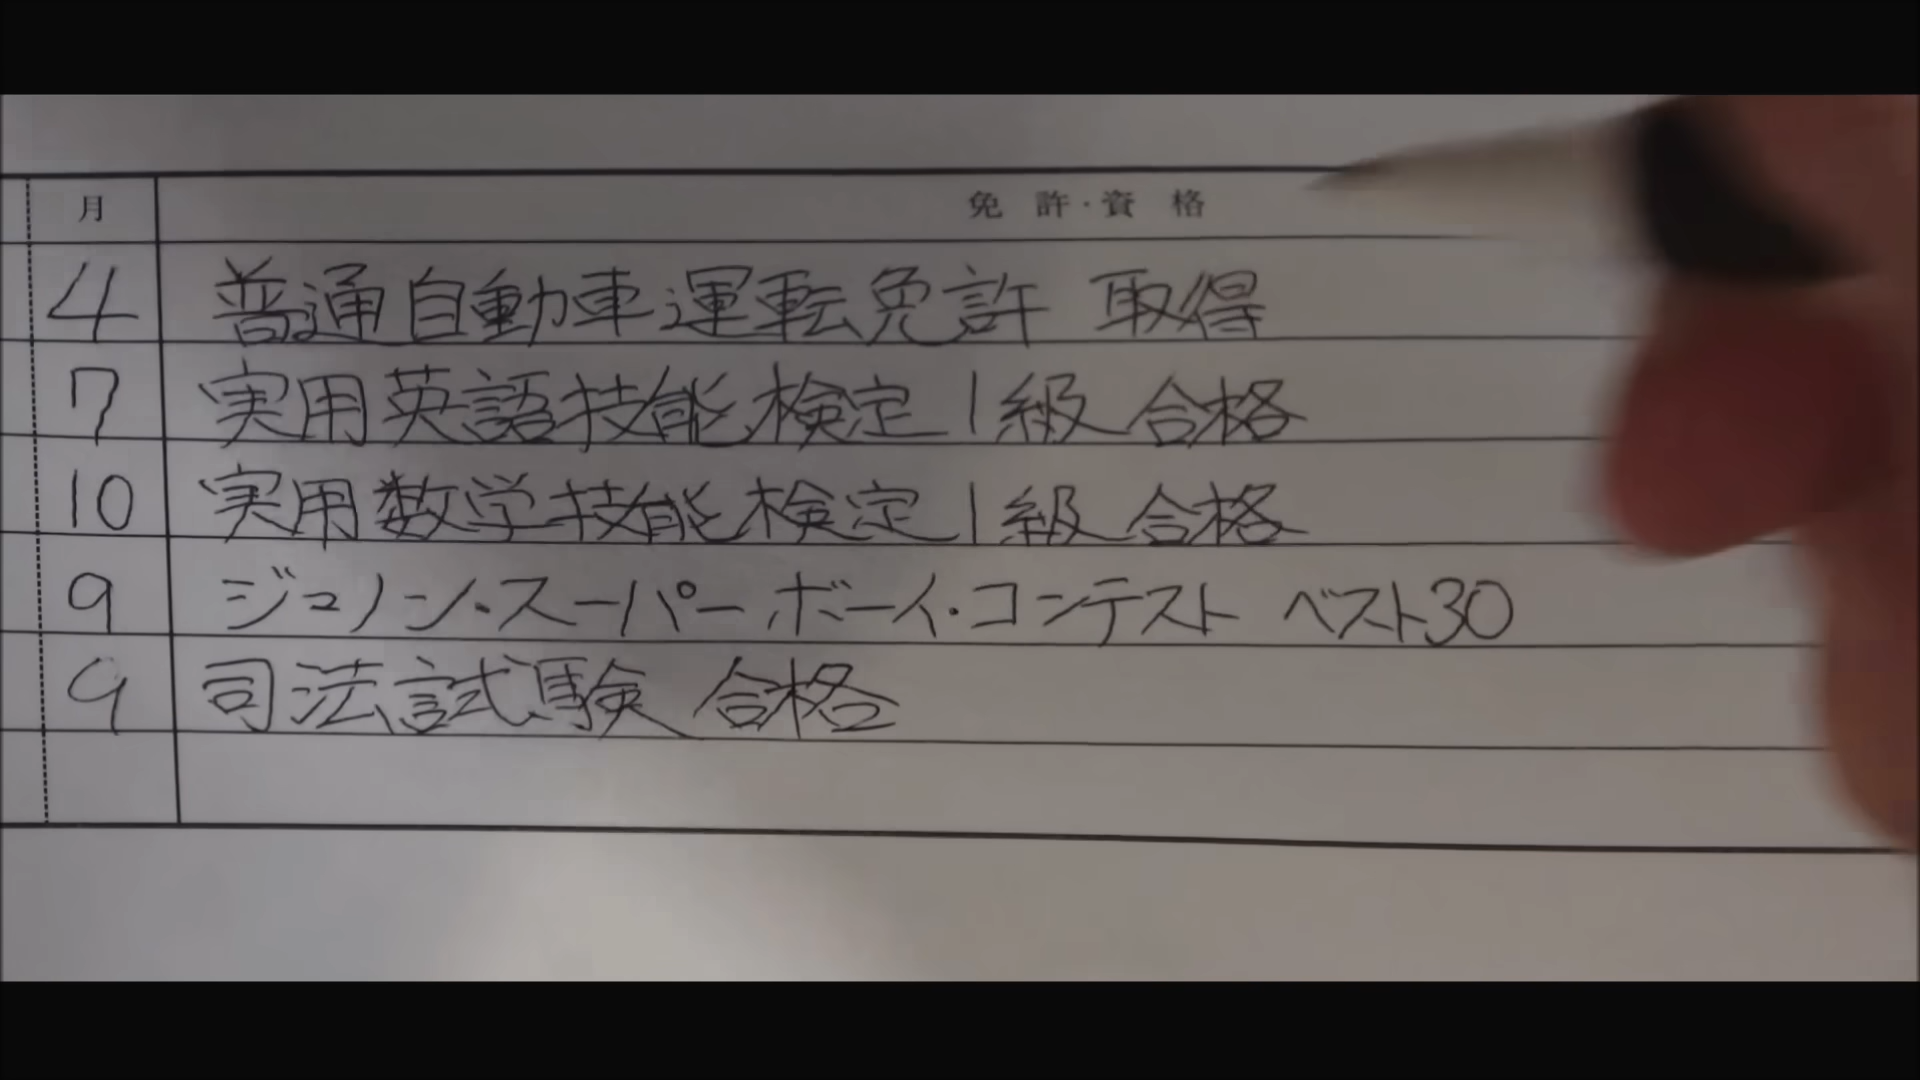 月 免許・資格
4 普通自動車運転免許 取得
7 実用英語技能検定1級 合格
10 実用数学技能検定1級 合格
9 ジュノン・スーパーボーイ・コンテスト ベスト30
9 司法試験 合格